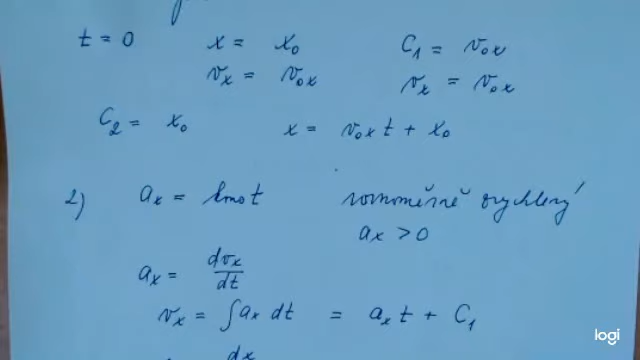 t = 0 x = x₀ C₁ = v₀ₓ
vₓ = v₀ₓ vₓ = v₀ₓ
C₂ = x₀ x = v₀ₓ t + x₀
2) aₓ = konst rovnoměrně zrychlený
aₓ > 0
aₓ = dvₓ/dt
vₓ = ∫ aₓ dt = aₓ t + C₁
dx
logi